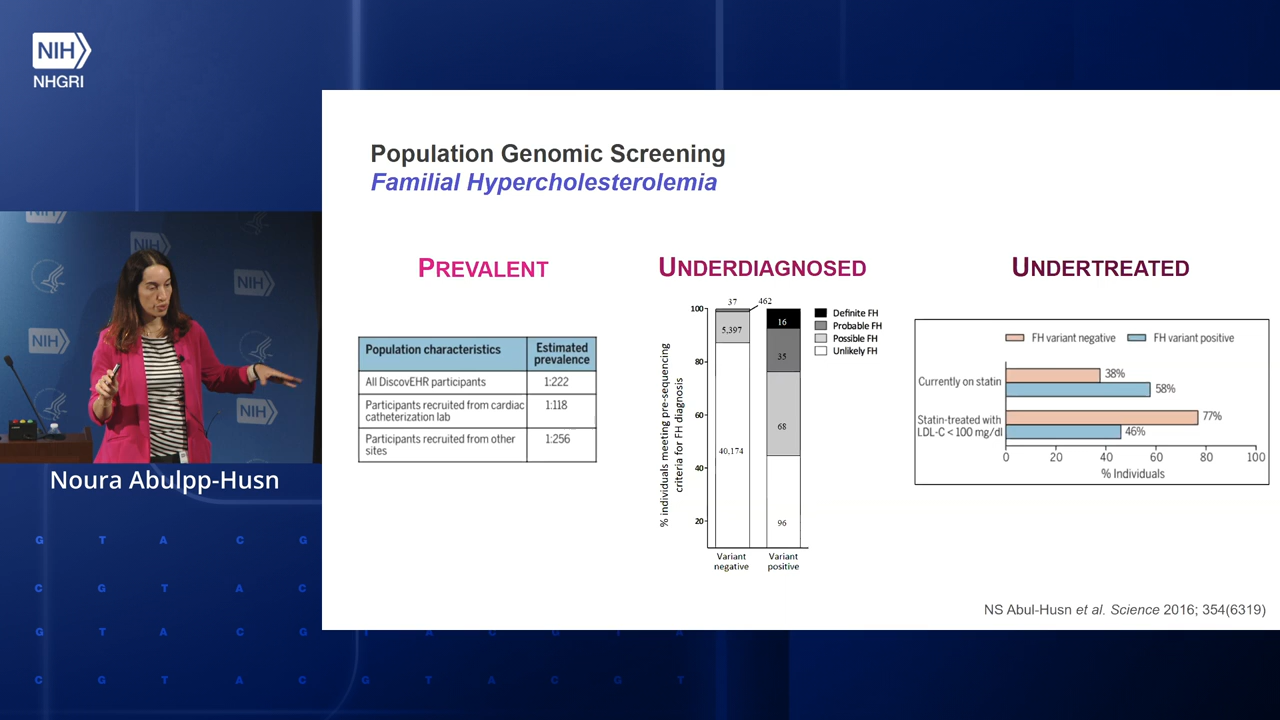 NIH
NHGRI
Population Genomic Screening
Familial Hypercholesterolemia
PREVALENT
Population characteristics
Estimated
prevalence
All DiscovEHR participants
1:222
Participants recruited from cardiac
catheterization lab
1:118
Participants recruited from other
sites
1:256
UNDERDIAGNOSED
% individuals meeting pre-sequencing
criteria for FH diagnosis
100
80
60
40
20
37
462
5,397
40,174
16
35
68
96
Variant
negative
Variant
positive
Definite FH
Probable FH
Possible FH
Unlikely FH
UNDERTREATED
FH variant negative
FH variant positive
Currently on statin
38%
58%
Statin-treated with
LDL-C < 100 mg/dl
77%
46%
0 20 40 60 80 100
% Individuals
NS Abul-Husn et al. Science 2016; 354(6319)
NIH
NIH
NIH
NIH
NIH
Noura Abulpp-Husn
G T A C G
C G T A C
G T A C G T A C G T A
C G T A C G T A C G T